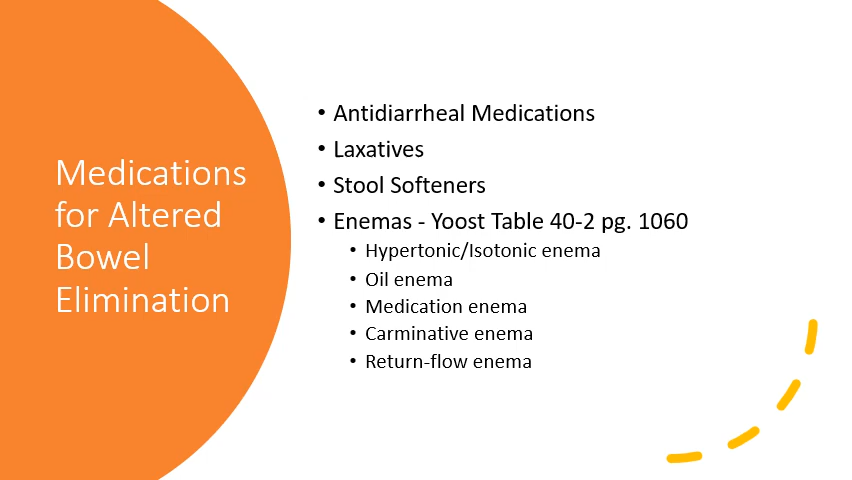 Medications
for Altered
Bowel
Elimination
• Antidiarrheal Medications
• Laxatives
• Stool Softeners
• Enemas - Yoost Table 40-2 pg. 1060
• Hypertonic/Isotonic enema
• Oil enema
• Medication enema
• Carminative enema
• Return-flow enema